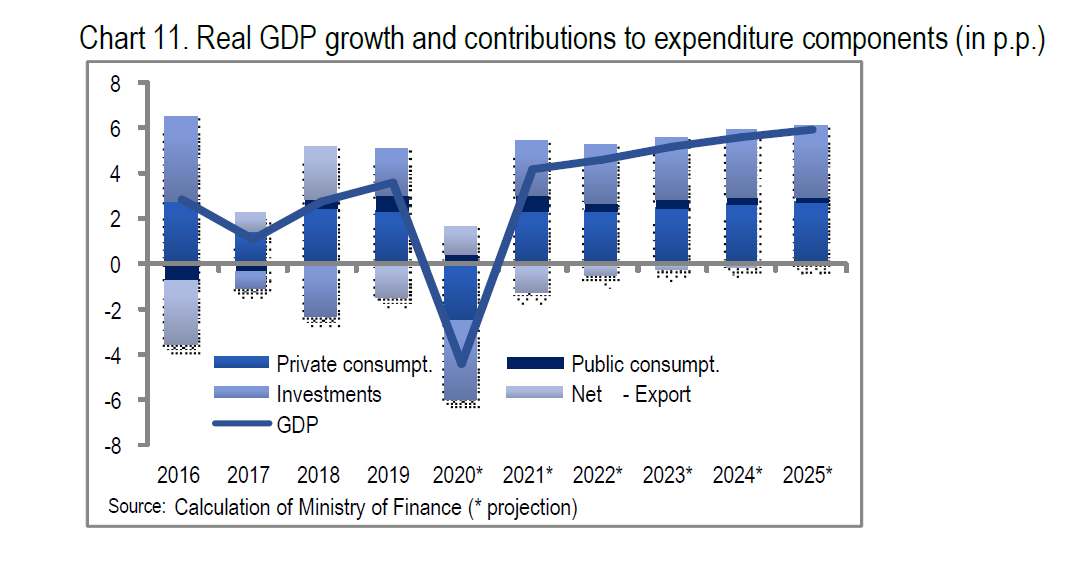 Chart 11. Real GDP growth and contributions to expenditure components (in p.p.)
8
6
4
2
0
-2
-4
-6
-8
Private consumpt.
Public consumpt.
Investments
Net - Export
GDP
2016 2017 2018 2019 2020* 2021* 2022* 2023* 2024* 2025*
Source: Calculation of Ministry of Finance (* projection)